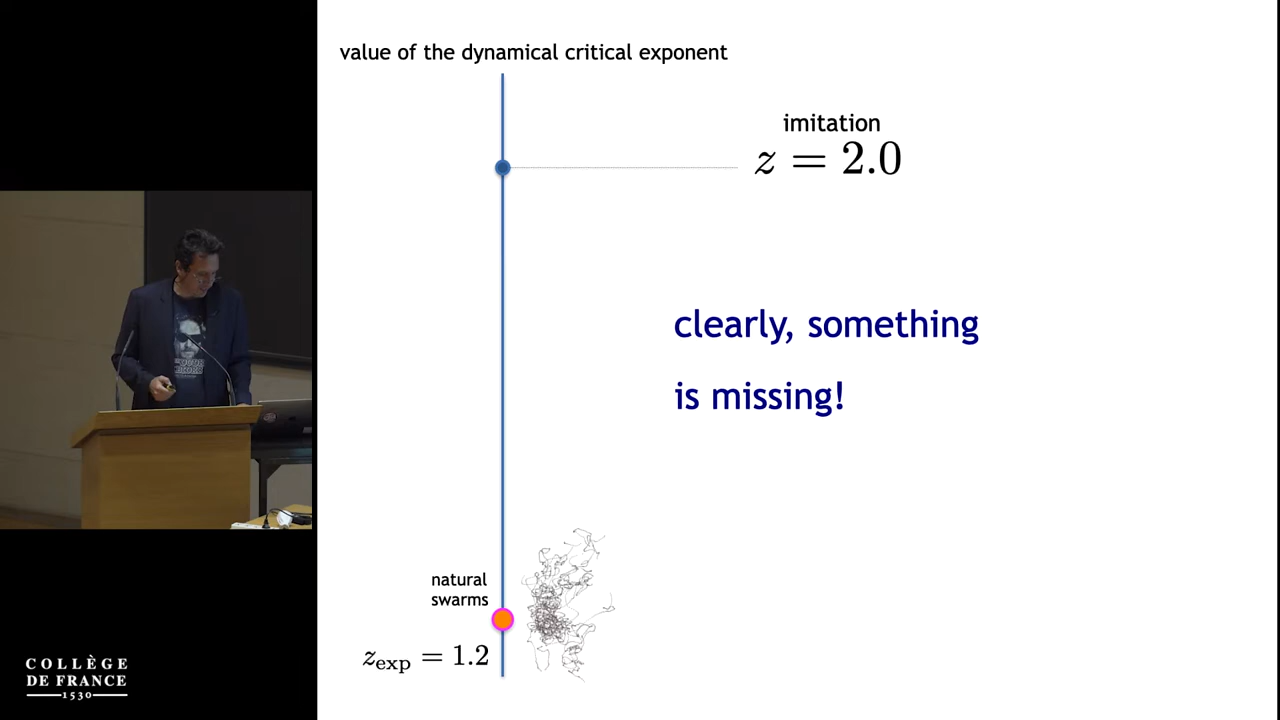 value of the dynamical critical exponent
imitation
z = 2.0
clearly, something
is missing!
natural
swarms
z_exp = 1.2
COLLÈGE
DE FRANCE
1530